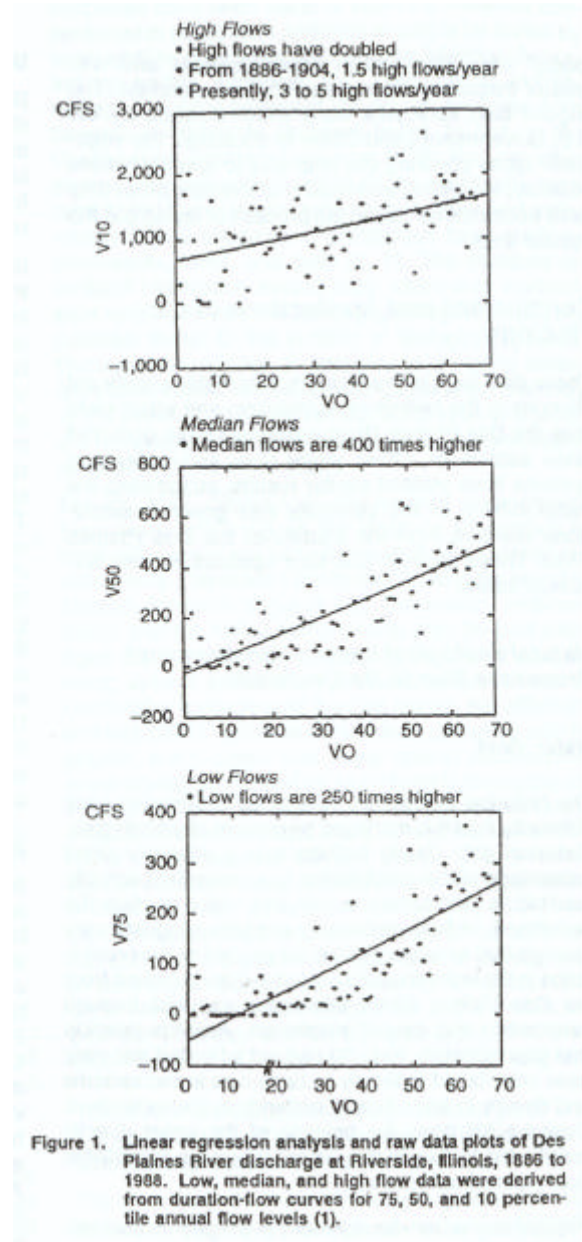 High Flows
• High flows have doubled
• From 1886-1904, 1.5 high flows/year
• Presently, 3 to 5 high flows/year
CFS
3,000
2,000
1,000
0
−1,000
V10
0 10 20 30 40 50 60 70
VO
Median Flows
• Median flows are 400 times higher
CFS
800
600
400
200
0
−200
V50
0 10 20 30 40 50 60 70
VO
Low Flows
• Low flows are 250 times higher
CFS
400
300
200
100
0
−100
V75
0 10 20 30 40 50 60 70
VO
Figure 1. Linear regression analysis and raw data plots of Des
Plaines River discharge at Riverside, Illinois, 1886 to
1988. Low, median, and high flow data were derived
from duration-flow curves for 75, 50, and 10 percen-
tile annual flow levels (1).